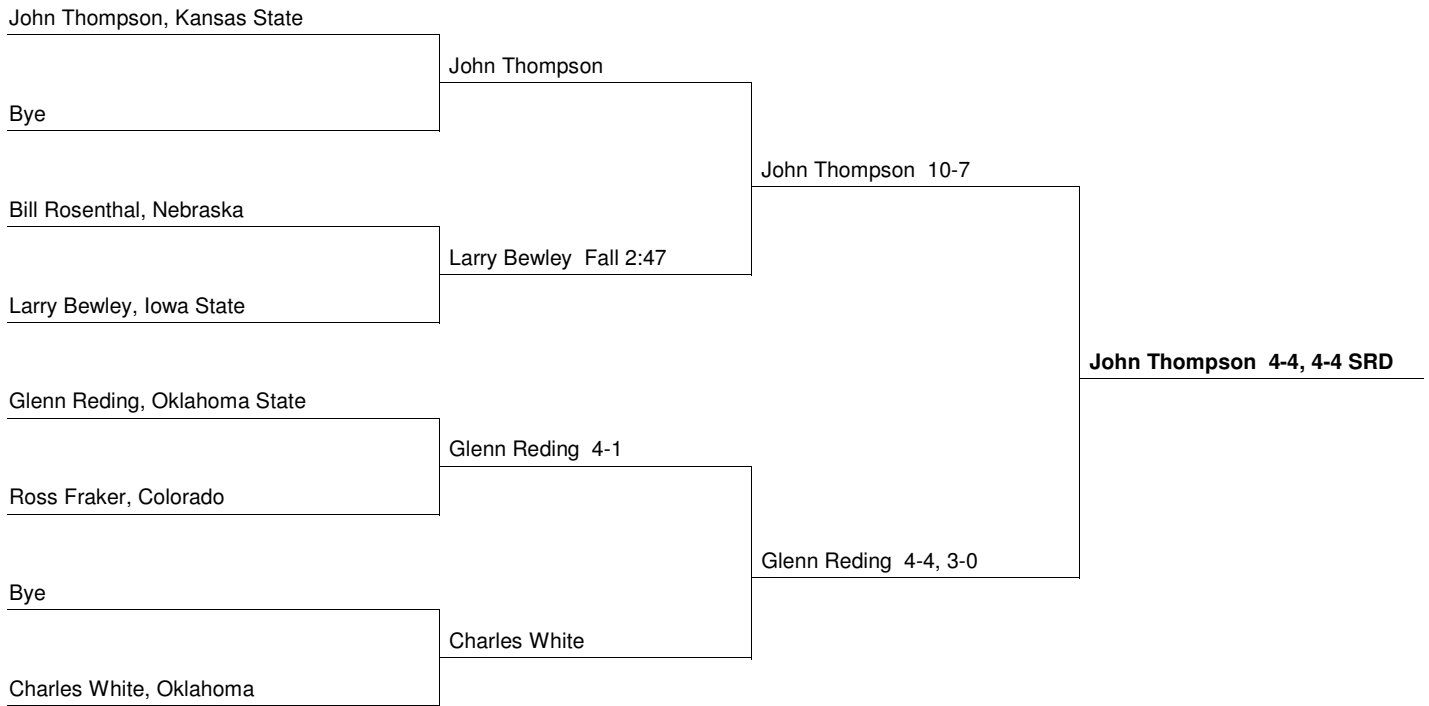 John Thompson, Kansas State
John Thompson
Bye
John Thompson  10-7
Bill Rosenthal, Nebraska
Larry Bewley  Fall 2:47
Larry Bewley, Iowa State
John Thompson  4-4, 4-4 SRD
Glenn Reding, Oklahoma State
Glenn Reding  4-1
Ross Fraker, Colorado
Glenn Reding  4-4, 3-0
Bye
Charles White
Charles White, Oklahoma